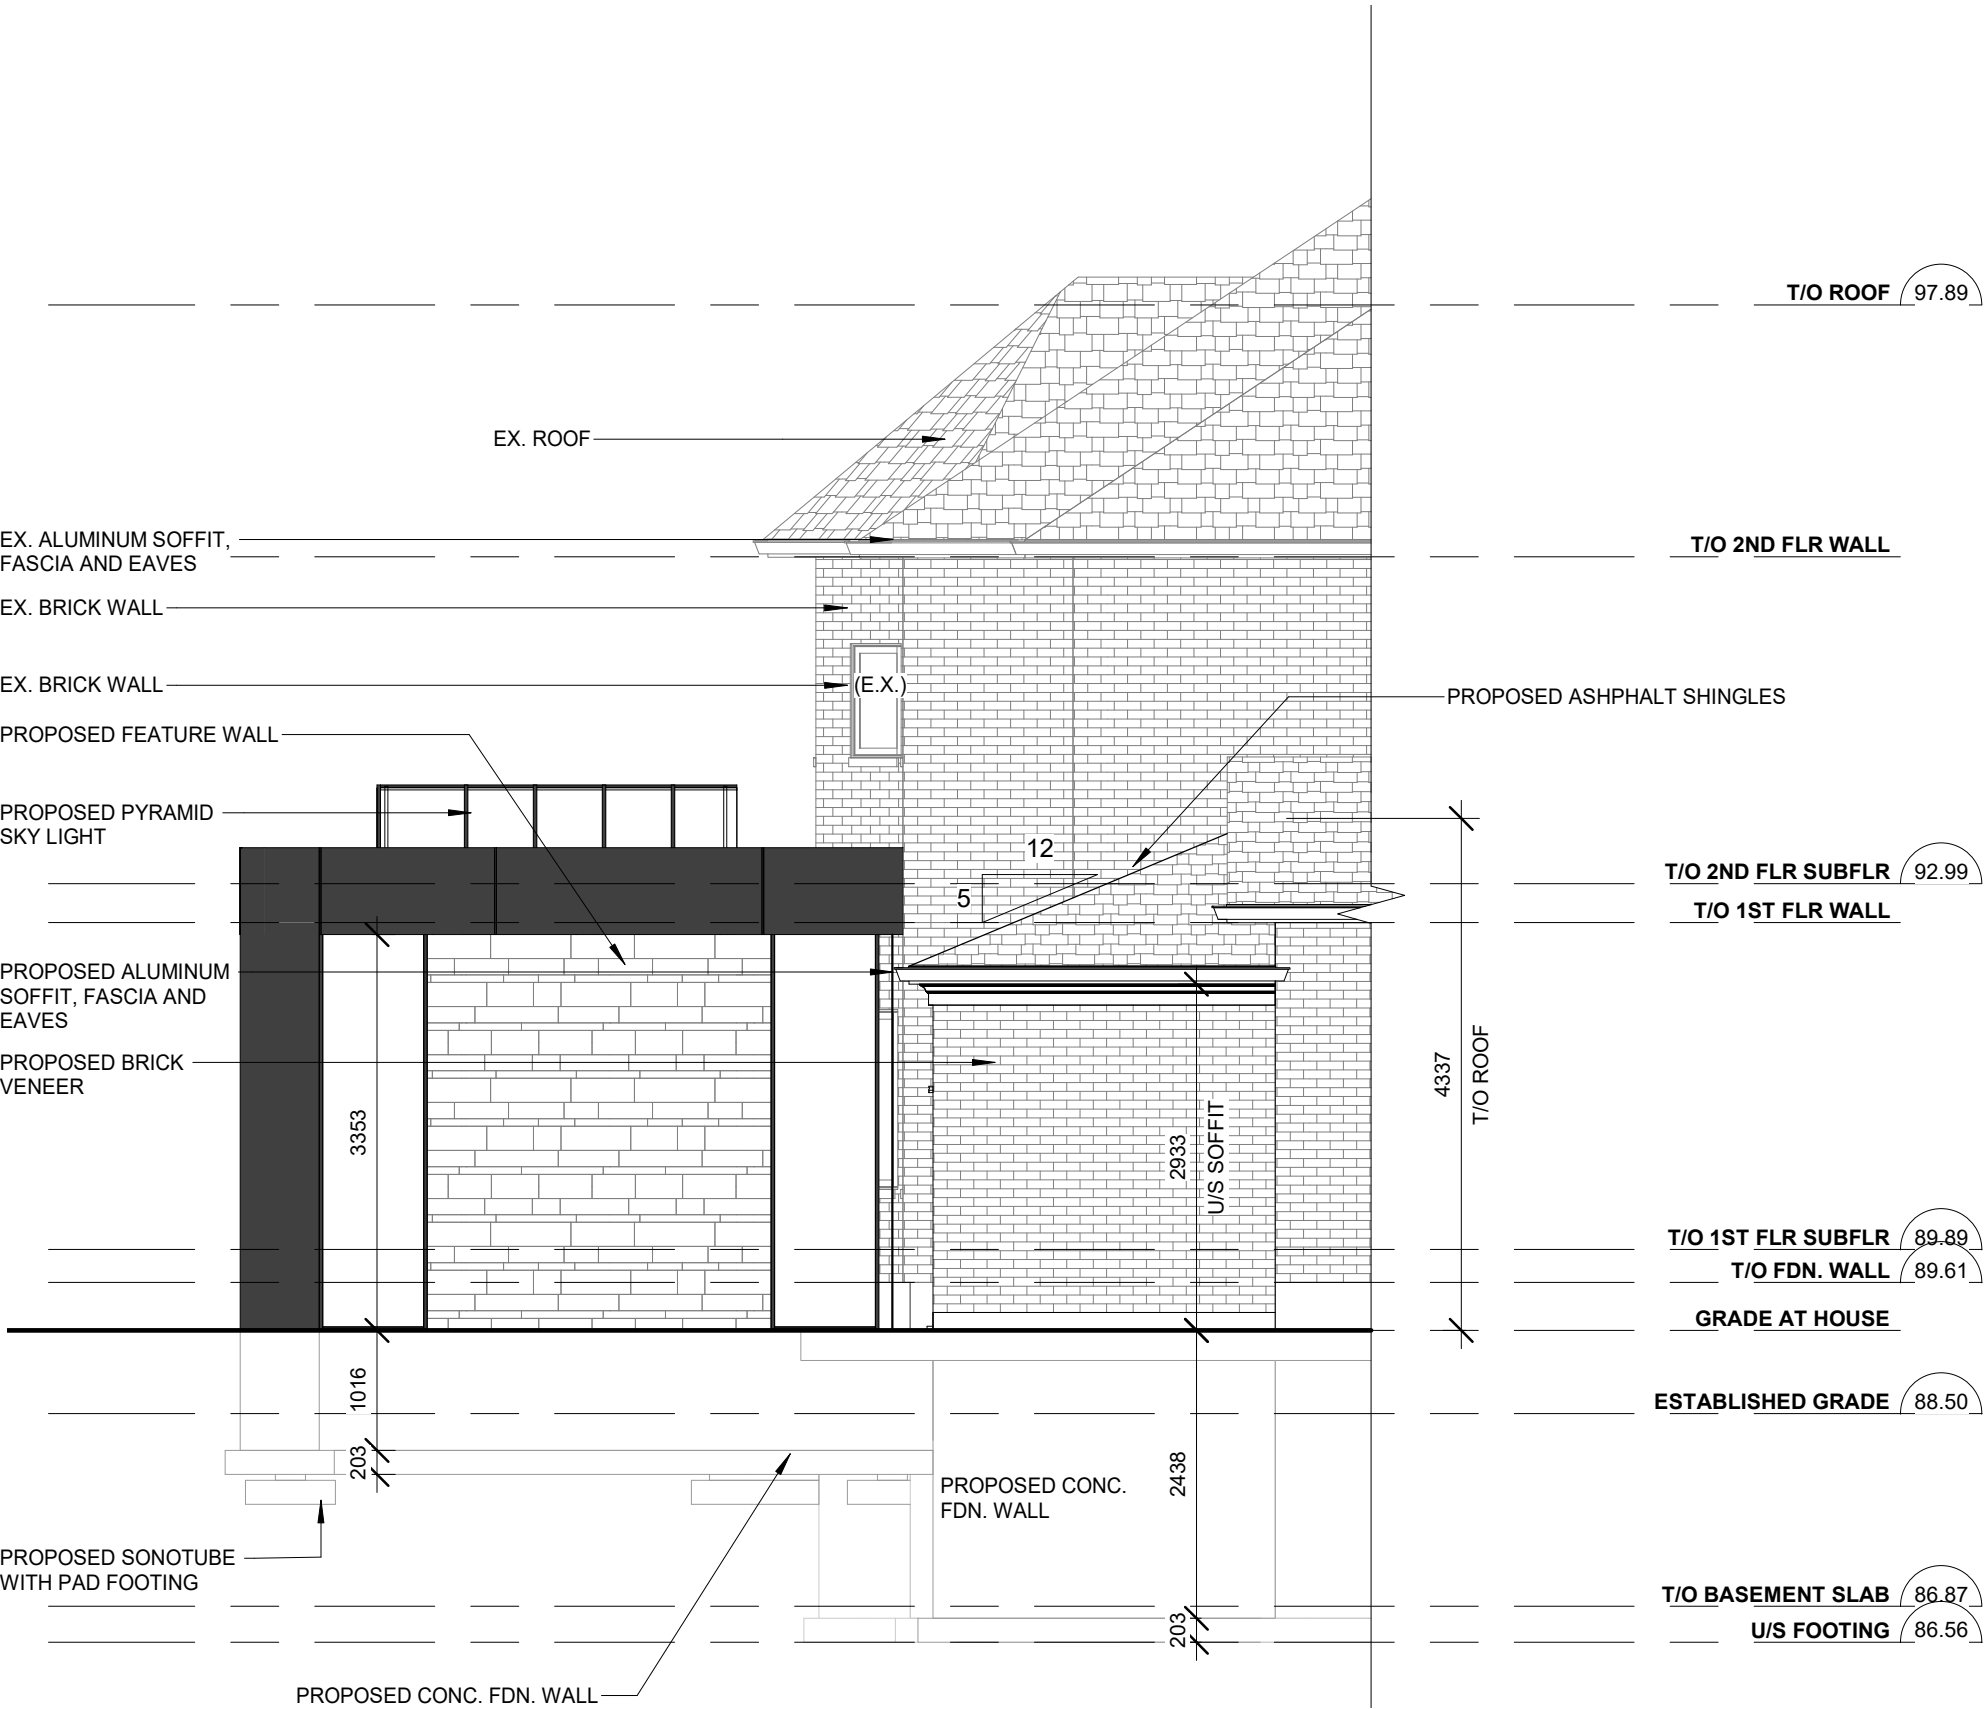 T/O ROOF 97.89
EX. ROOF
EX. ALUMINUM SOFFIT,
FASCIA AND EAVES
T/O 2ND FLR WALL
EX. BRICK WALL
EX. BRICK WALL
(E.X.)
PROPOSED ASHPHALT SHINGLES
PROPOSED FEATURE WALL
PROPOSED PYRAMID
SKY LIGHT
12
5
T/O 2ND FLR SUBFLR 92.99
T/O 1ST FLR WALL
PROPOSED ALUMINUM
SOFFIT, FASCIA AND
EAVES
PROPOSED BRICK
VENEER
3353
2933
U/S SOFFIT
4337
T/O ROOF
T/O 1ST FLR SUBFLR 89.89
T/O FDN. WALL 89.61
GRADE AT HOUSE
1016
ESTABLISHED GRADE 88.50
203
2438
PROPOSED CONC.
FDN. WALL
PROPOSED SONOTUBE
WITH PAD FOOTING
T/O BASEMENT SLAB 86.87
203
U/S FOOTING 86.56
PROPOSED CONC. FDN. WALL